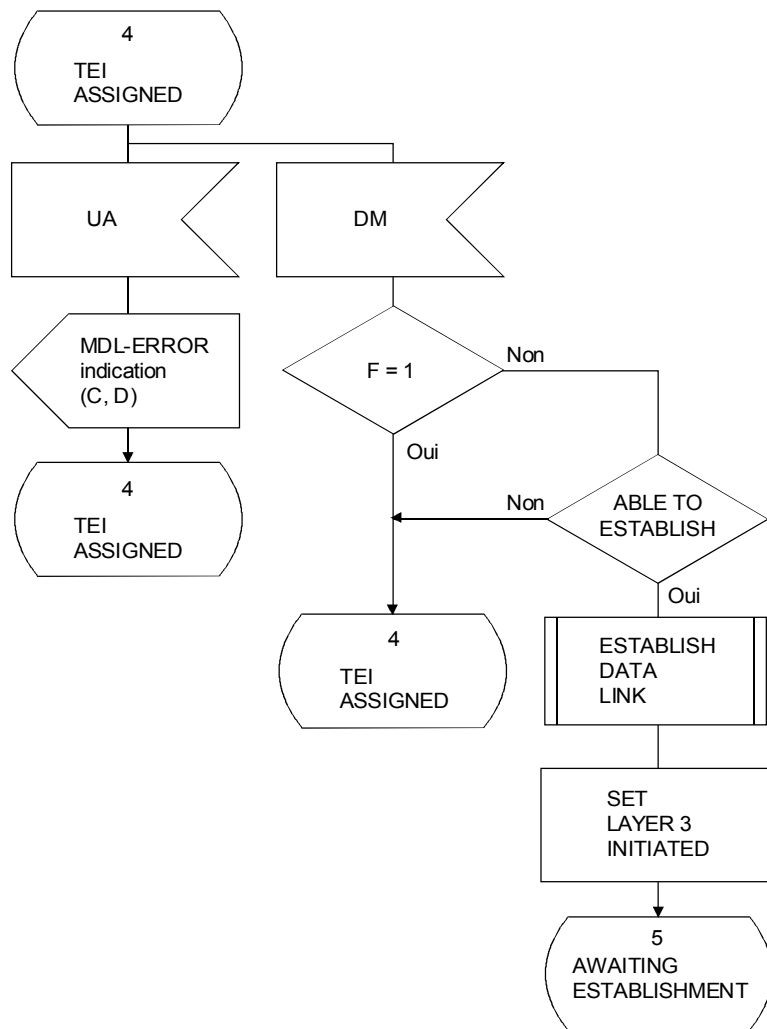 4
TEI
ASSIGNED
UA
DM
MDL-ERROR
indication
(C, D)
F = 1
Non
Oui
4
TEI
ASSIGNED
Non
ABLE TO
ESTABLISH
Oui
4
TEI
ASSIGNED
ESTABLISH
DATA
LINK
SET
LAYER 3
INITIATED
5
AWAITING
ESTABLISHMENT